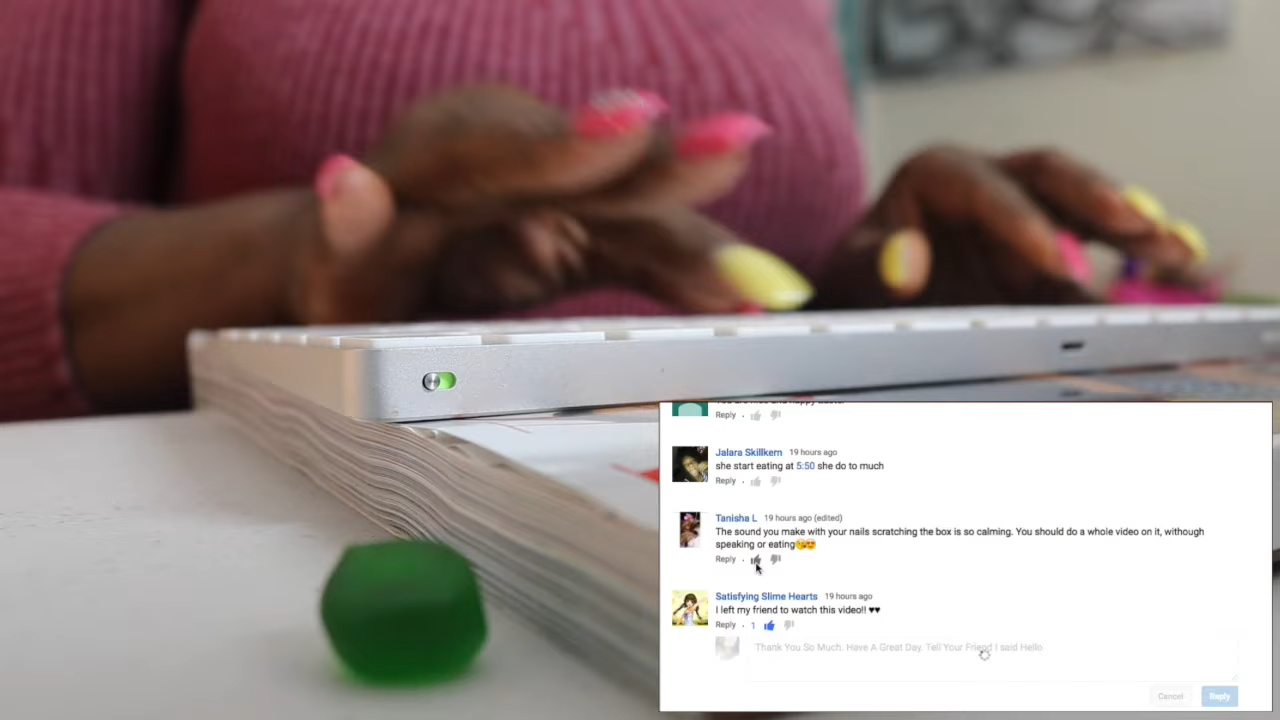 Reply
Jalara Skillkern 19 hours ago
she start eating at 5:50 she do to much
Reply
Tanisha L 19 hours ago (edited)
The sound you make with your nails scratching the box is so calming. You should do a whole video on it, withough
speaking or eating😘😍
Reply
Satisfying Slime Hearts 19 hours ago
I left my friend to watch this video!! ♥♥
Reply · 1
Thank You So Much. Have A Great Day. Tell Your Friend I said Hello
Cancel Reply